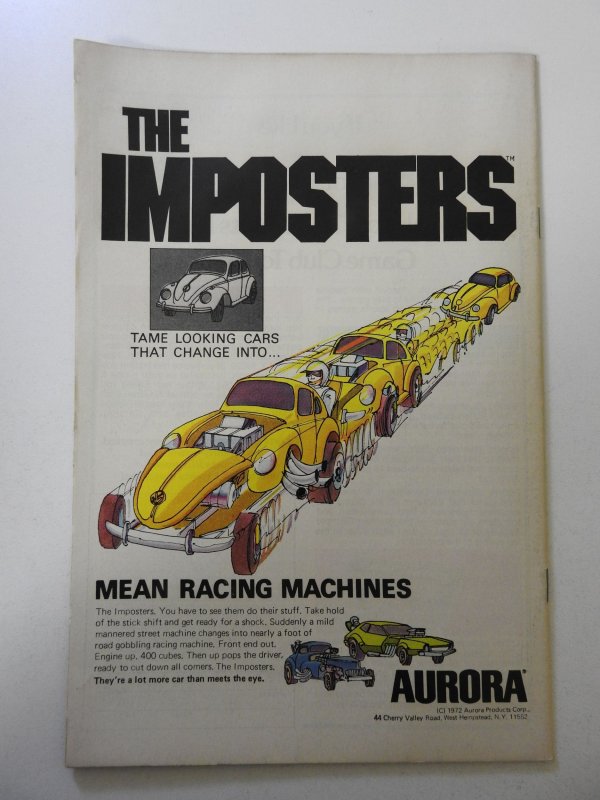 THE
IMPOSTERS™
TAME LOOKING CARS
THAT CHANGE INTO...
MEAN RACING MACHINES
The Imposters. You have to see them do their stuff. Take hold
of the stick shift and get ready for a shock. Suddenly a mild
mannered street machine changes into nearly a foot of
road gobbling racing machine. Front end out.
Engine up, 400 cubes. Then up pops the driver,
ready to cut down all comers. The Imposters.
They're a lot more car than meets the eye.
AURORA®
(C) 1972 Aurora Products Corp.,
44 Cherry Valley Road, West Hempstead, N.Y. 11552